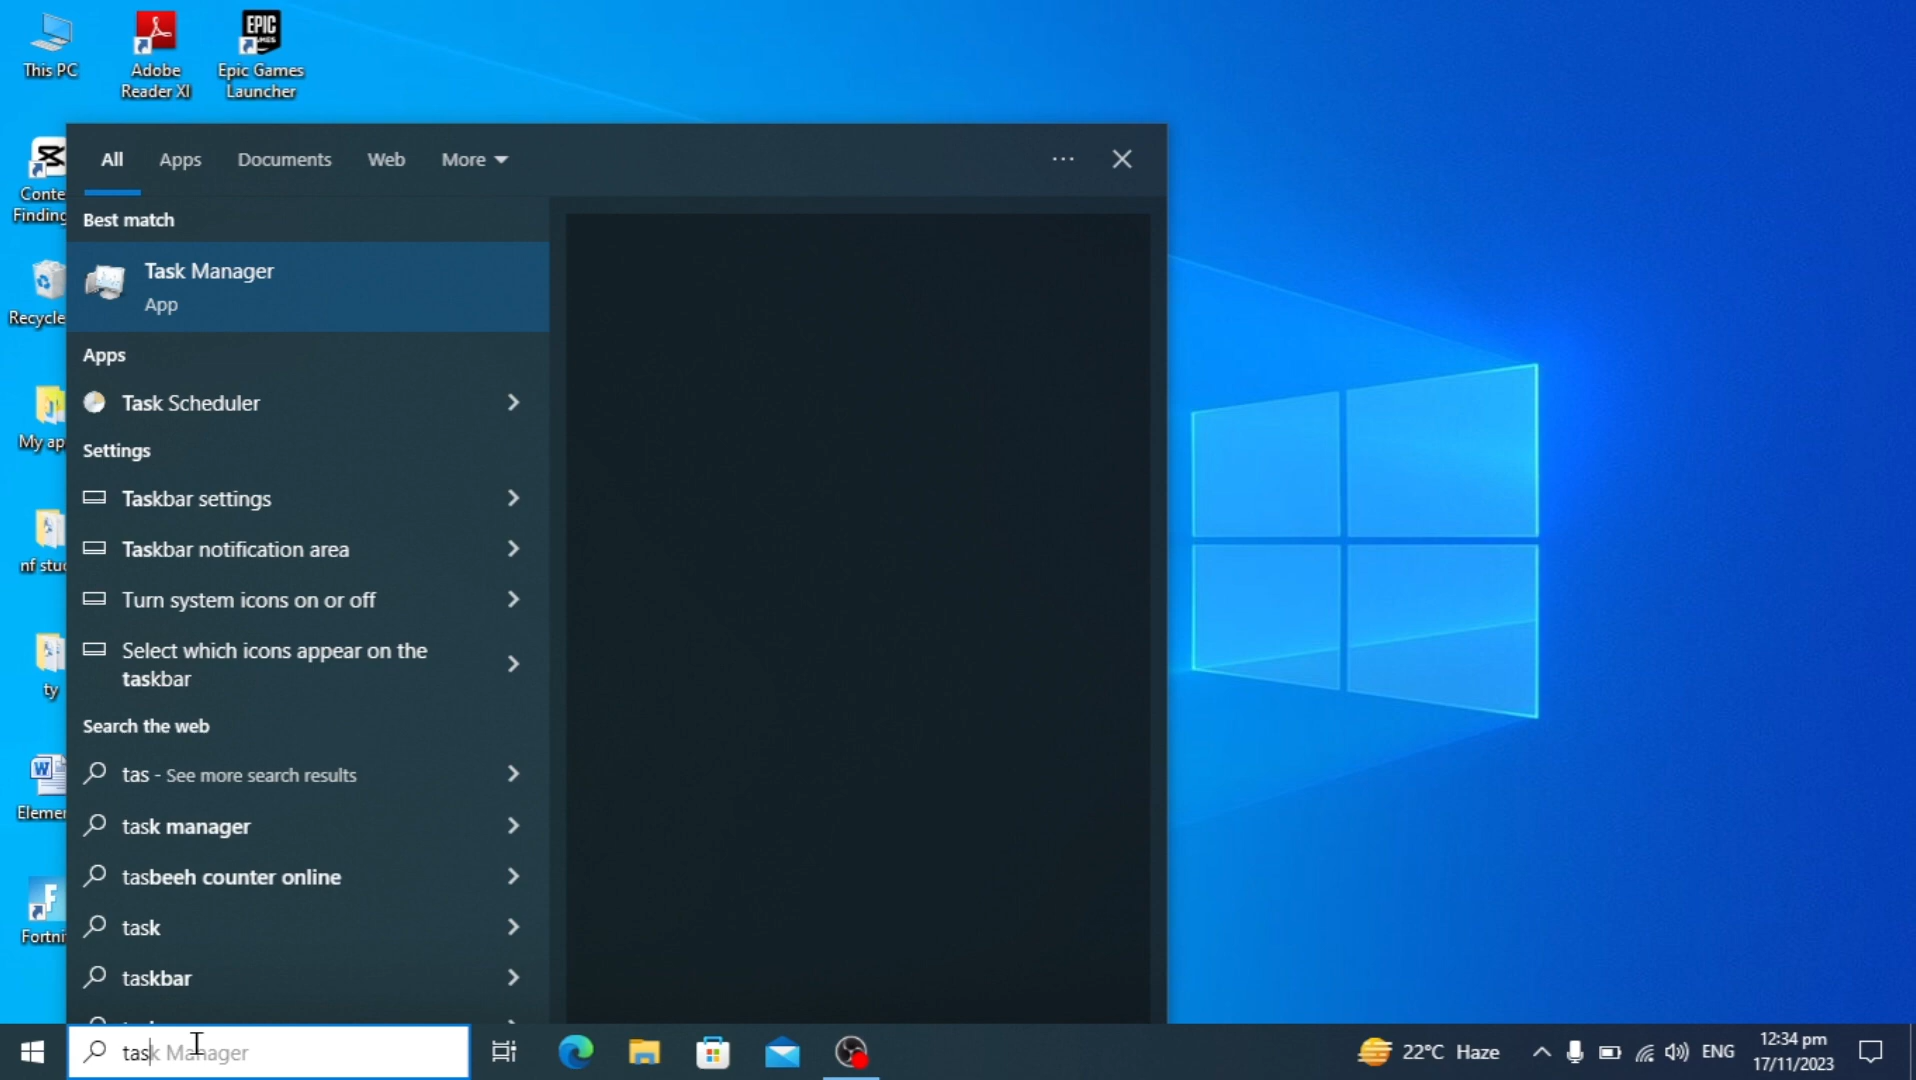 This PC
Adobe
Reader XI
EPIC
GAMES
Epic Games
Launcher
Conte
Finding
Recycle
My ap
nf stuc
ty
Elemer
Fortni
All Apps Documents Web More
Best match
Task Manager
App
Apps
Task Scheduler
Settings
Taskbar settings
Taskbar notification area
Turn system icons on or off
Select which icons appear on the
taskbar
Search the web
tas - See more search results
task manager
tasbeeh counter online
task
taskbar
task Manager
22°C Haze
ENG
12:34 pm
17/11/2023